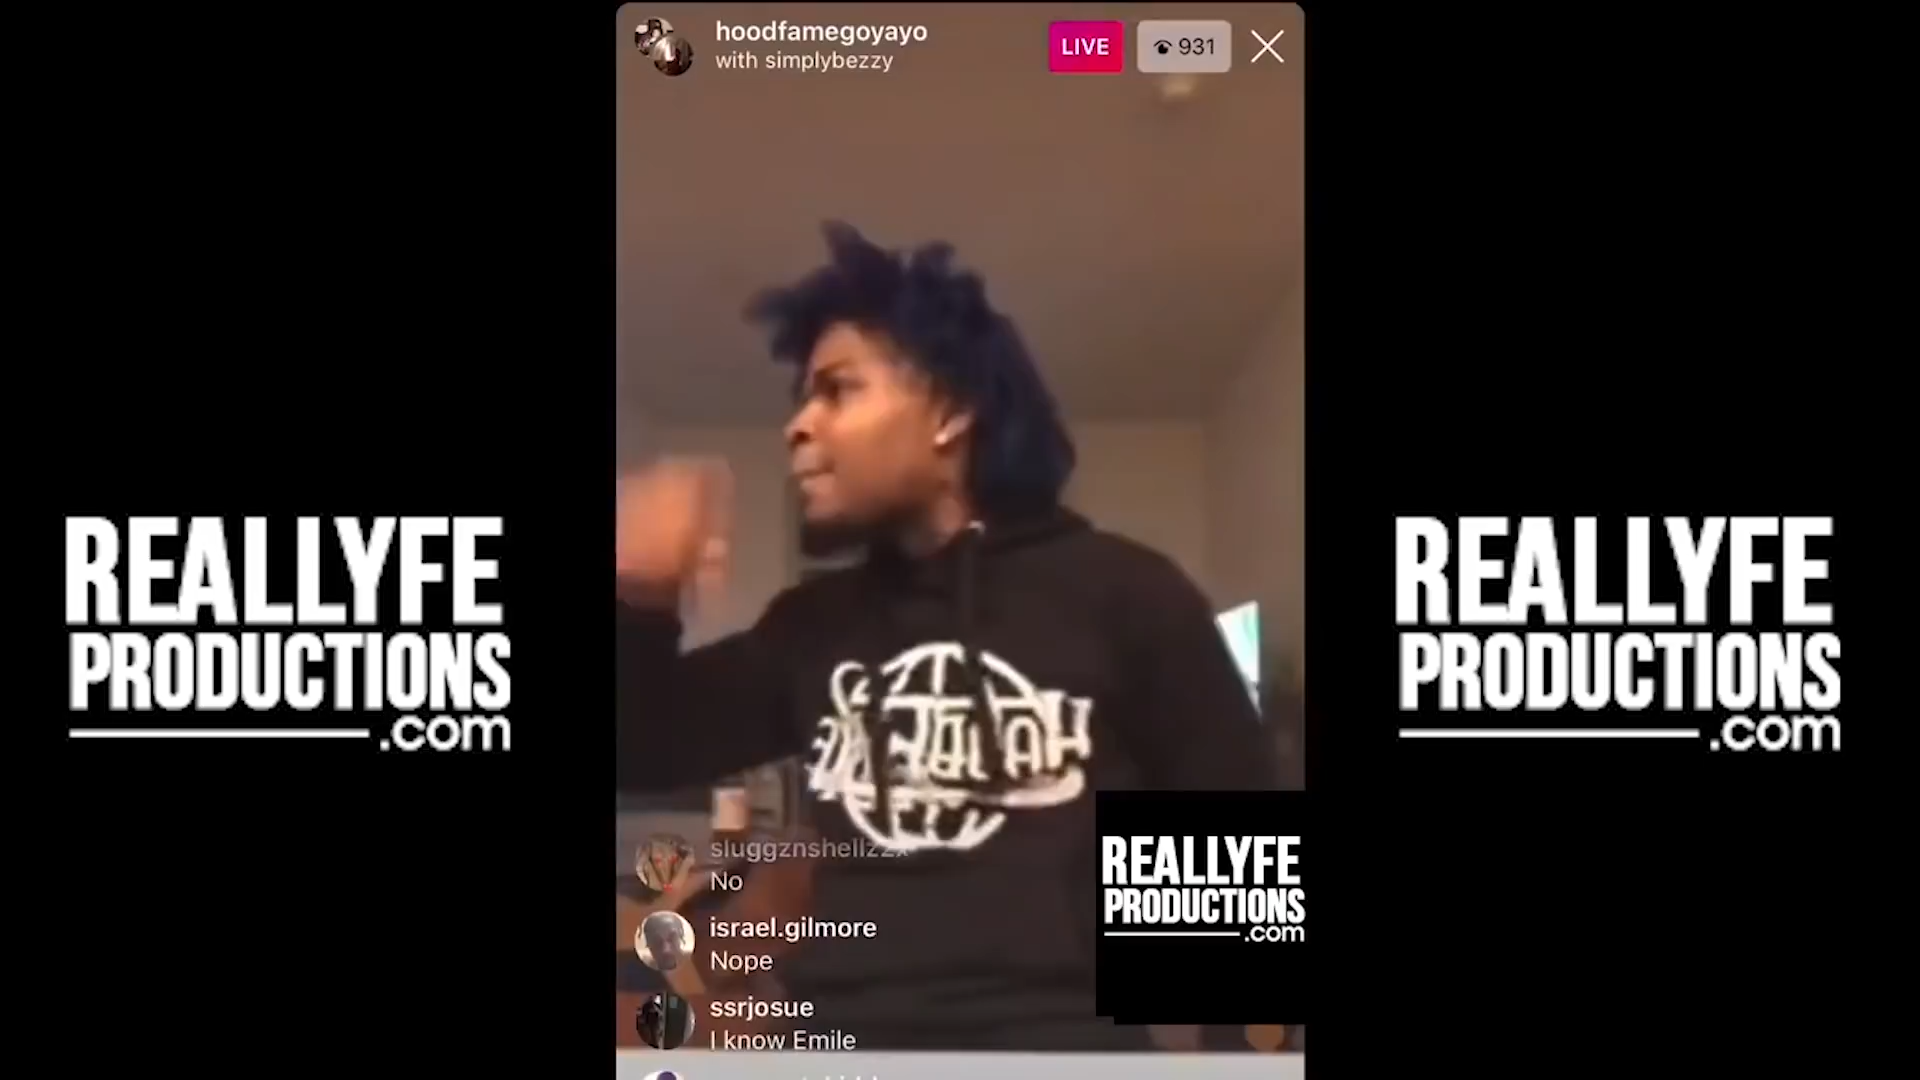 hoodfamegoyayo
with simplybezzy
LIVE
931
REALLYFE
PRODUCTIONS
.com
REALLYFE
PRODUCTIONS
.com
sluggznshellzzx
No
israel.gilmore
Nope
ssrjosue
I know Emile
REALLYFE
PRODUCTIONS
.com